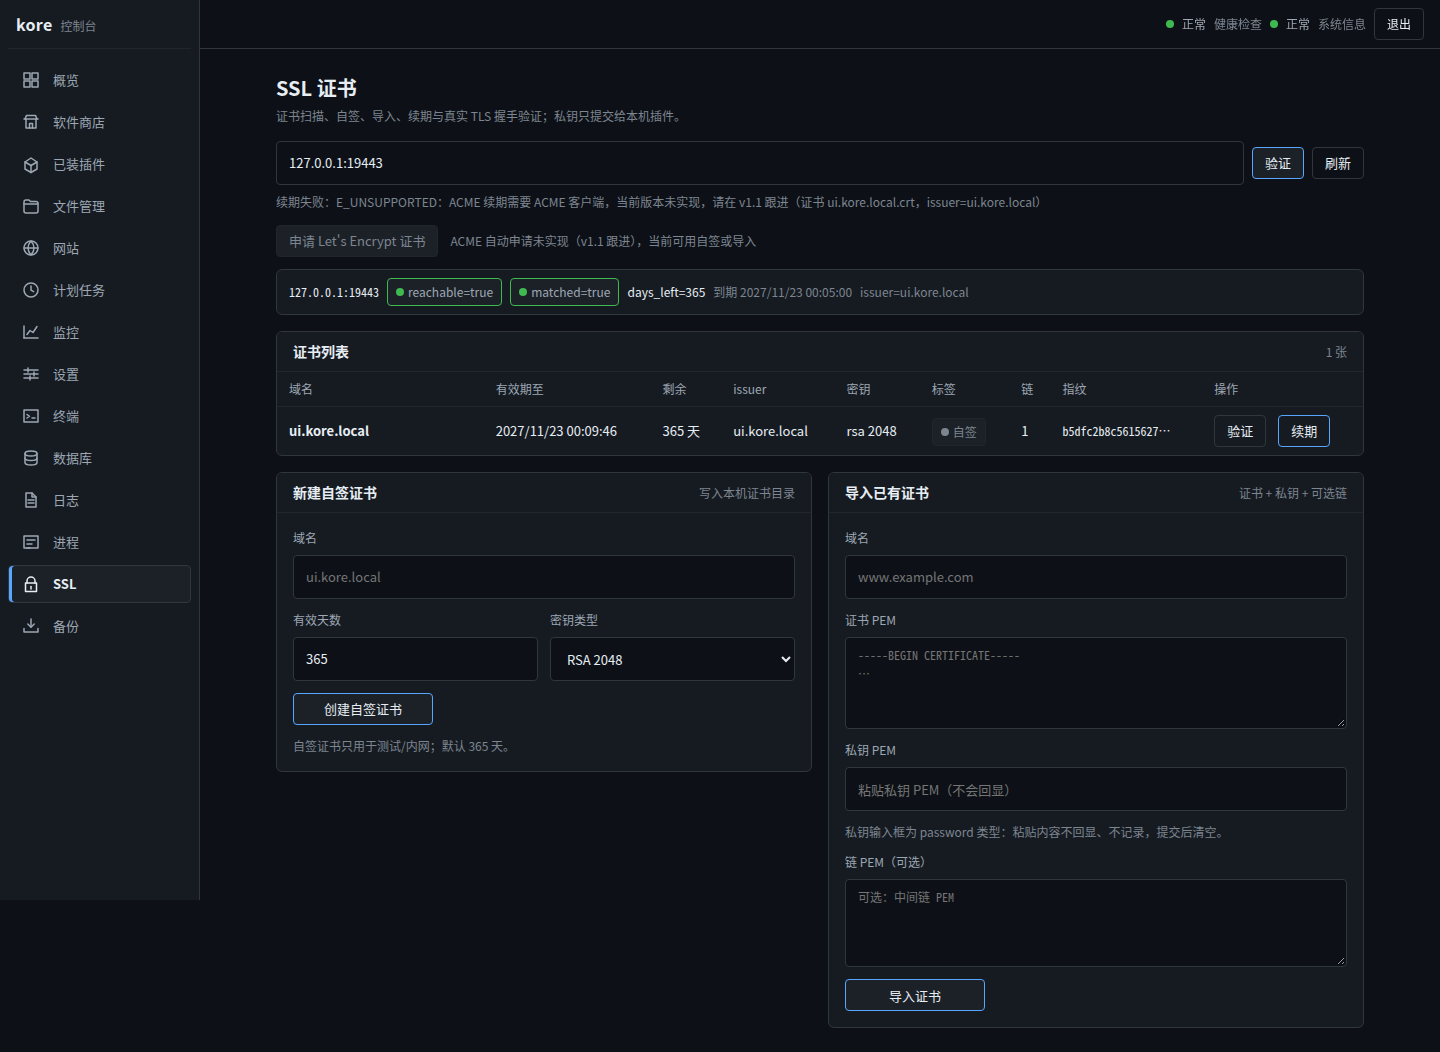 kore 控制台
正常 健康检查 正常 系统信息 退出
概览
软件商店
已装插件
文件管理
网站
计划任务
监控
设置
终端
数据库
日志
进程
SSL
备份
SSL 证书
证书扫描、自签、导入、续期与真实 TLS 握手验证；私钥只提交给本机插件。
127.0.0.1:19443 验证 刷新
续期失败：E_UNSUPPORTED：ACME 续期需要 ACME 客户端，当前版本未实现，请在 v1.1 跟进（证书 ui.kore.local.crt，issuer=ui.kore.local）
申请 Let's Encrypt 证书 ACME 自动申请未实现（v1.1 跟进），当前可用自签或导入
127.0.0.1:19443 reachable=true matched=true days_left=365 到期 2027/11/23 00:05:00 issuer=ui.kore.local
证书列表 1 张
域名 有效期至 剩余 issuer 密钥 标签 链 指纹 操作
ui.kore.local 2027/11/23 00:09:46 365 天 ui.kore.local rsa 2048 自签 1 b5dfc2b8c5615627… 验证 续期
新建自签证书 写入本机证书目录
域名
ui.kore.local
有效天数 密钥类型
365 RSA 2048
创建自签证书
自签证书只用于测试/内网；默认 365 天。
导入已有证书 证书 + 私钥 + 可选链
域名
www.example.com
证书 PEM
-----BEGIN CERTIFICATE-----
…
私钥 PEM
粘贴私钥 PEM（不会回显）
私钥输入框为 password 类型：粘贴内容不回显、不记录，提交后清空。
链 PEM（可选）
可选：中间链 PEM
导入证书